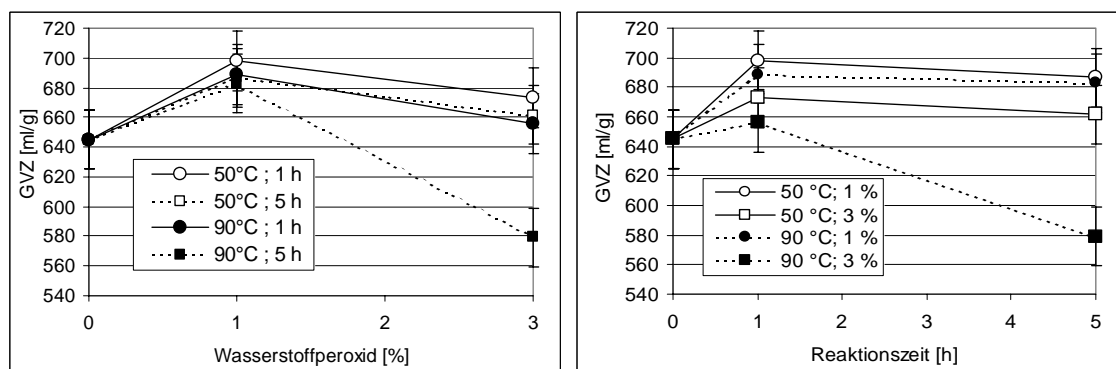 720
700
680
660
640
620
600
580
560
540
GVZ [ml/g]
50°C ; 1 h
50°C ; 5 h
90°C ; 1 h
90°C ; 5 h
0 1 2 3
Wasserstoffperoxid [%]
720
700
680
660
640
620
600
580
560
540
GVZ [ml/g]
50 °C; 1 %
50 °C; 3 %
90 °C; 1 %
90 °C; 3 %
0 1 2 3 4 5
Reaktionszeit [h]